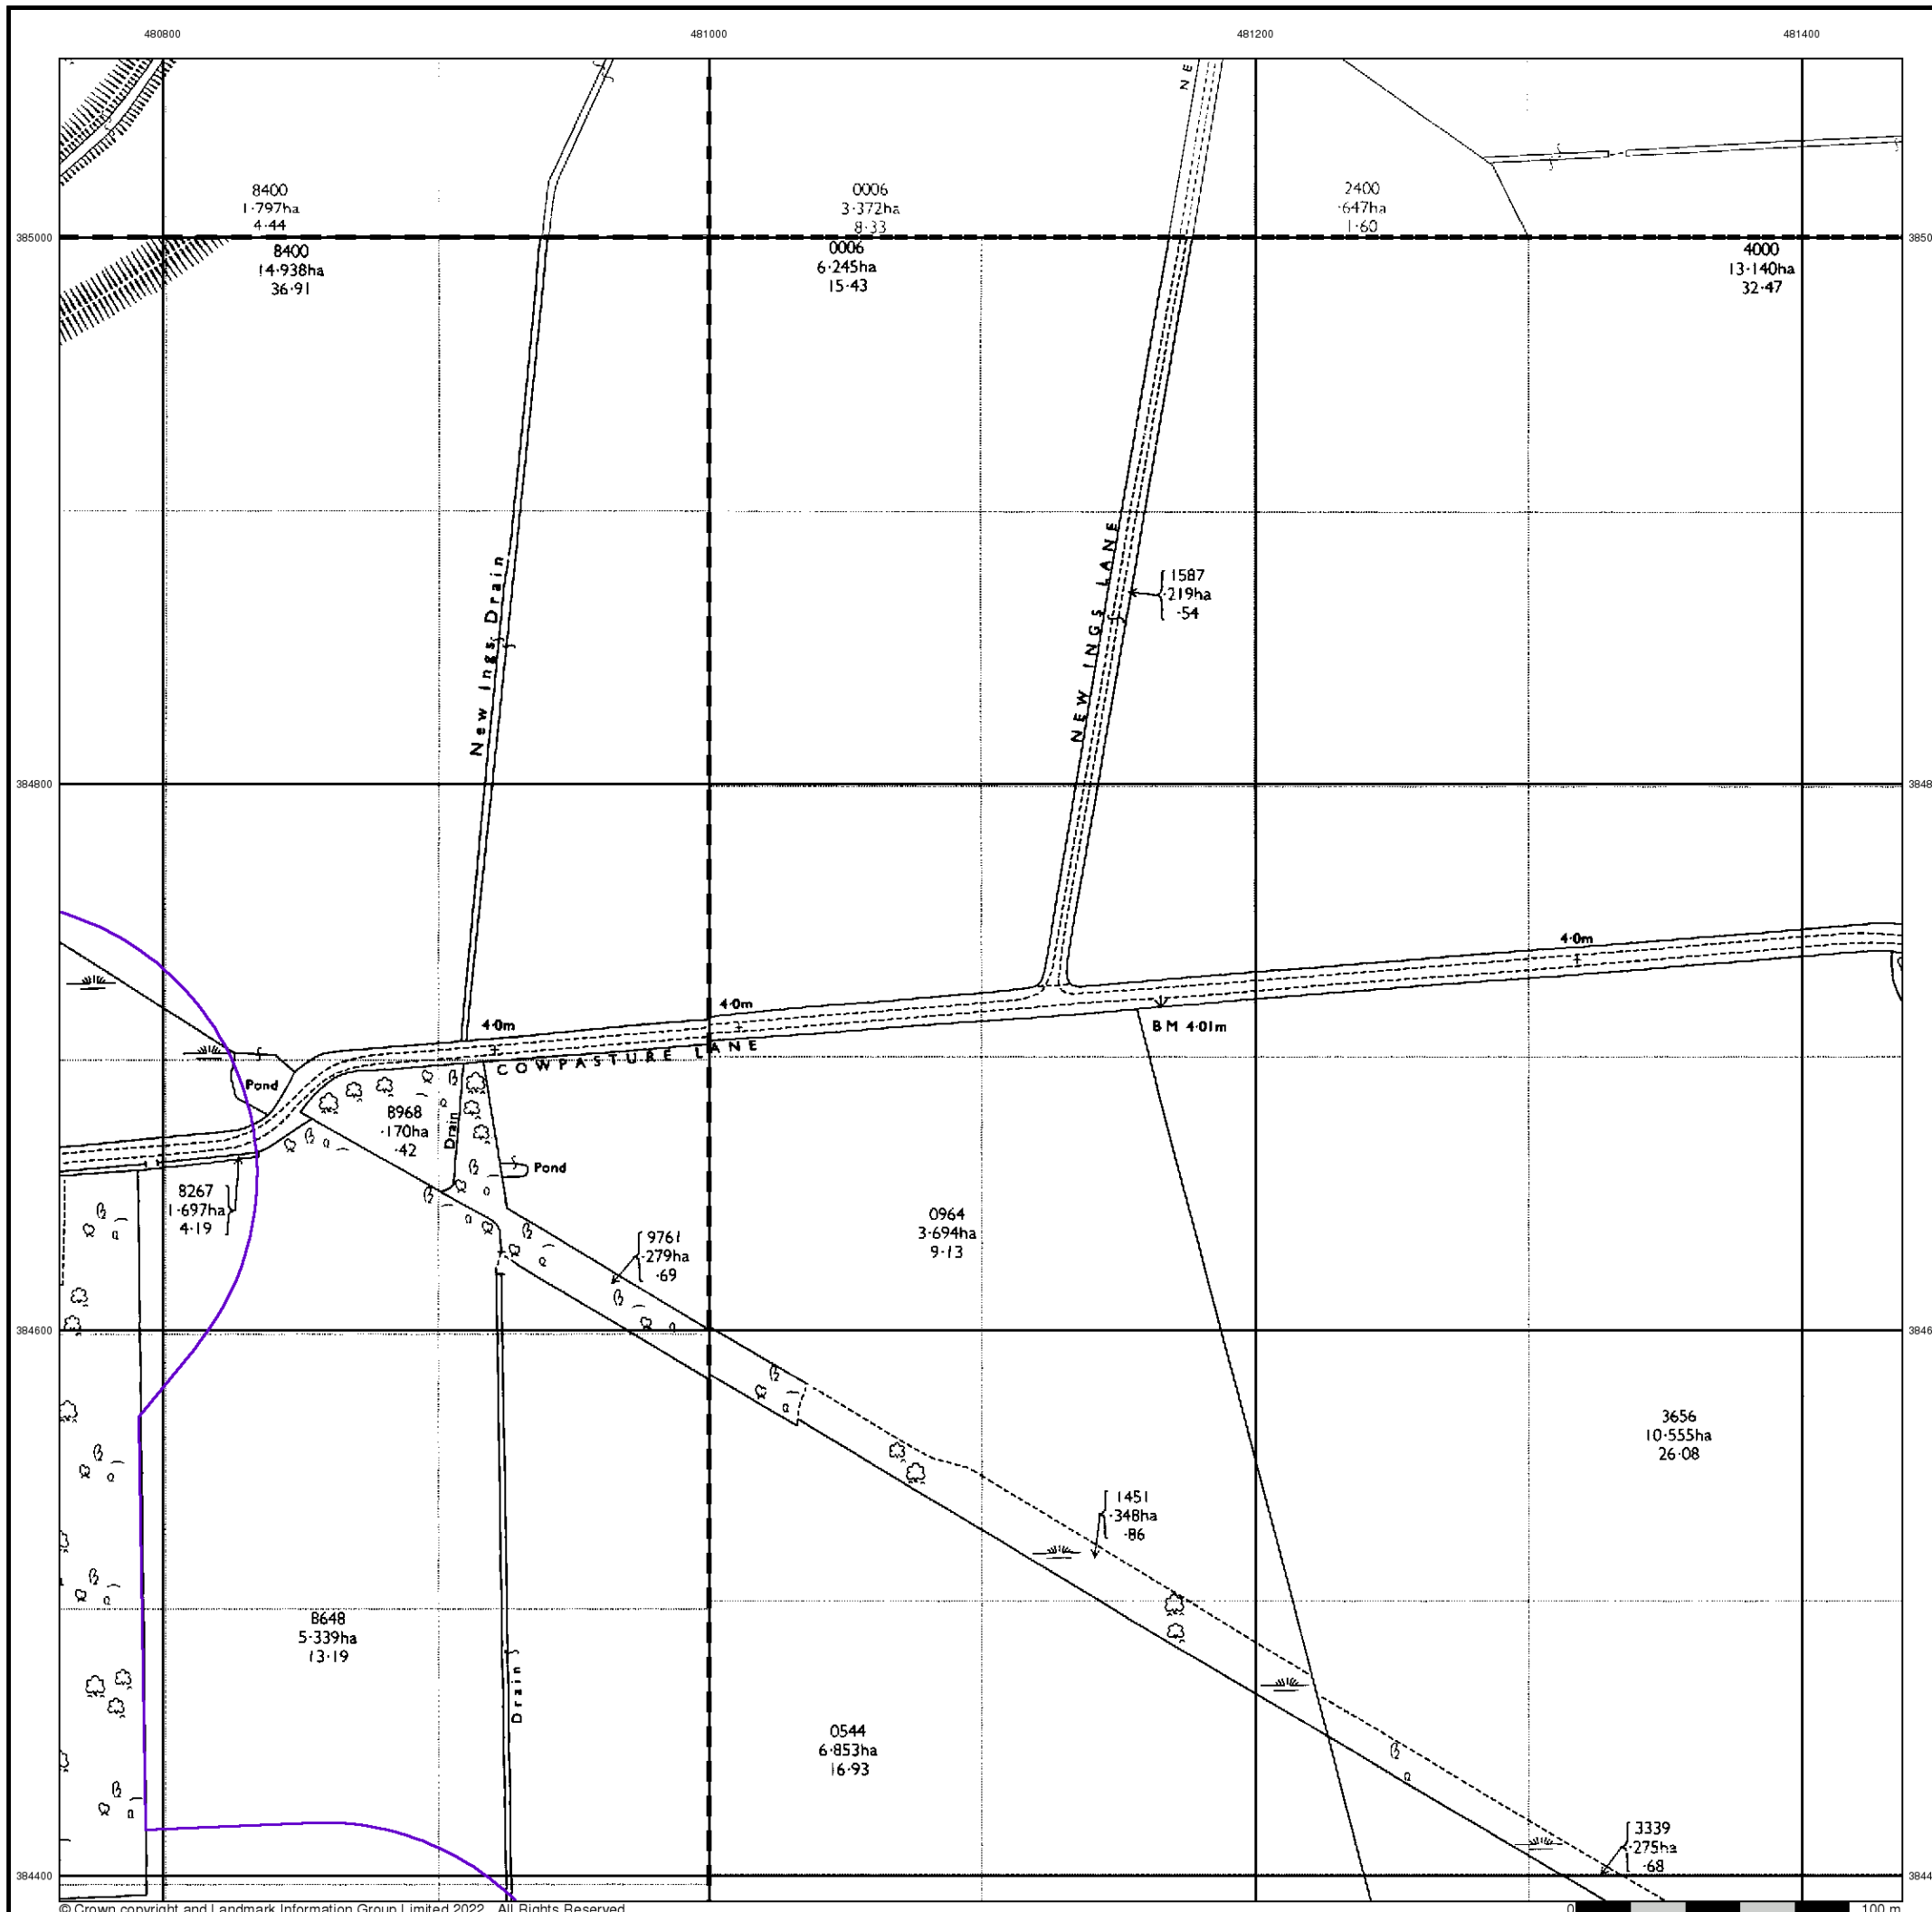 480800
481000
481200
481400
N E
8400
1·797ha
4·44
0006
3·372ha
8·33
2400
·647ha
1·60
385000
8400
14·938ha
36·91
0006
6·245ha
15·43
4000
13·140ha
32·47
New Ings Drain
NEW INGS LANE
1587
·219ha
·54
384800
4·0m
4·0m
4·0m
BM 4·01m
COWPASTURE LANE
Pond
8968
·170ha
·42
Drain
Pond
8267
1·697ha
4·19
9761
·279ha
·69
0964
3·694ha
9·13
384600
3656
10·555ha
26·08
1451
·348ha
·86
8648
5·339ha
13·19
Drain
0544
6·853ha
16·93
3339
·275ha
·68
384400
© Crown copyright and Landmark Information Group Limited 2022. All Rights Reserved
0
100 m